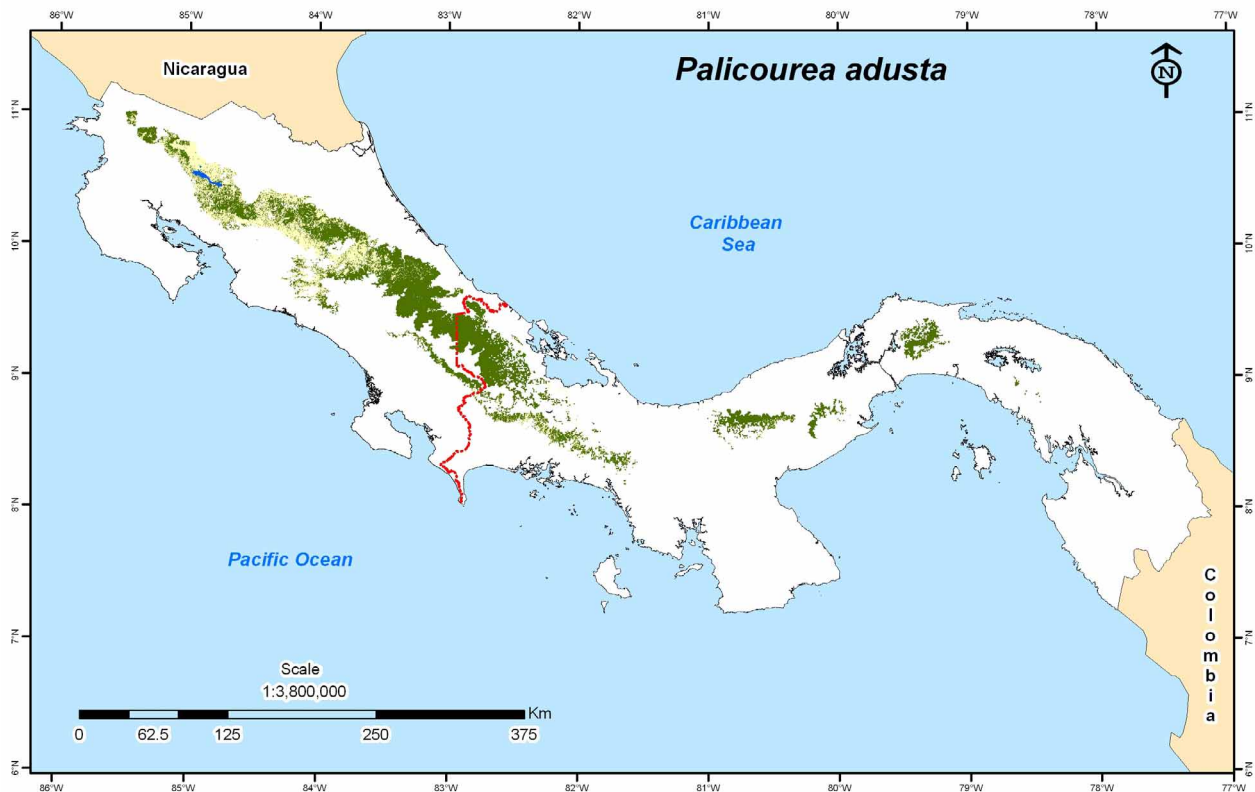 86°W 85°W 84°W 83°W 82°W 81°W 80°W 79°W 78°W 77°W
Nicaragua
Palicourea adusta
N
11°N 11°N
Caribbean
Sea
10°N 10°N
9°N 9°N
8°N 8°N
Pacific Ocean
Colombia
7°N 7°N
Scale
1:3,800,000
Km
0 62.5 125 250 375
6°N 6°N
86°W 85°W 84°W 83°W 82°W 81°W 80°W 79°W 78°W 77°W